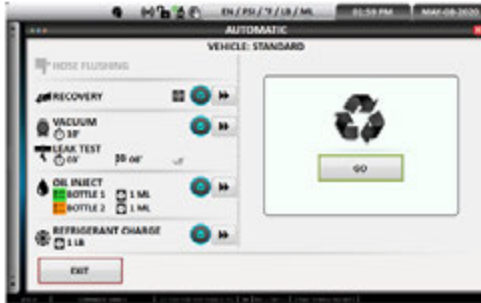 EN / PSI / °F / LB / ML 01:59 PM MAY-08-2020
AUTOMATIC
VEHICLE: STANDARD
HOSE FLUSHING
RECOVERY
VACUUM
10'
LEAK TEST
03' 00'
OIL INJECT
BOTTLE 1 1 ML
BOTTLE 2 1 ML
REFRIGERANT CHARGE
1 LB
GO
EXIT